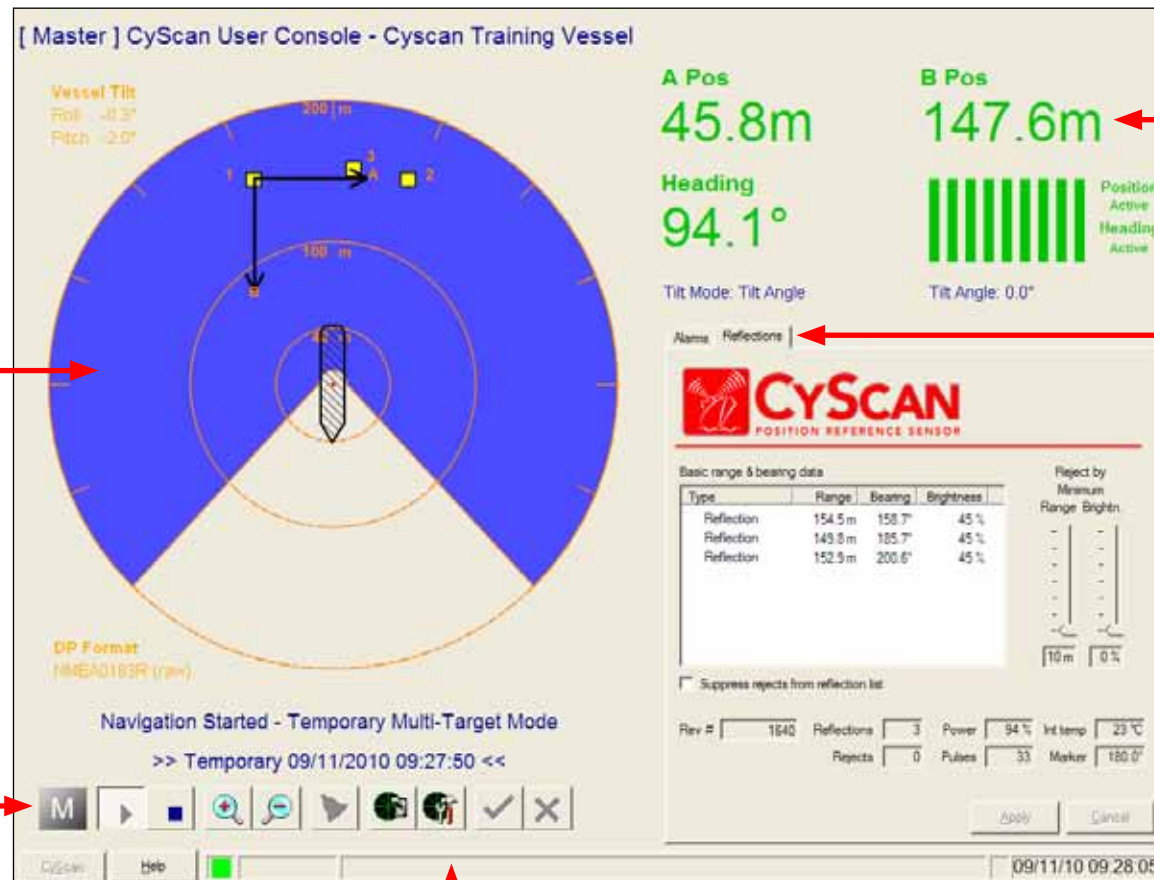 [ Master ] CyScan User Console - Cyscan Training Vessel
Vessel Tilt
Roll -0.3°
Pitch -2.0°
200 m
1
3
A
2
100 m
B
A Pos
45.8m
B Pos
147.6m
Heading
94.1°
Position
Active
Heading
Active
Tilt Mode: Tilt Angle
Tilt Angle: 0.0°
Alarms Reflections
CYSCAN
POSITION REFERENCE SENSOR
Basic range & bearing data
Type Range Bearing Brightness
Reflection 154.5 m 158.7° 45 %
Reflection 149.8 m 185.7° 45 %
Reflection 152.9 m 200.6° 45 %
Reject by
Minimum
Range Brightn.
10 m 0 %
Suppress rejects from reflection list
Rev # 1640 Reflections 3 Power 94 % Int temp 23 °C
Rejects 0 Pulses 33 Marker 180.0°
Apply Cancel
DP Format
NMEA0183R (raw)
Navigation Started - Temporary Multi-Target Mode
>> Temporary 09/11/2010 09:27:50 <<
M
CyScan Help 09/11/10 09:28:05